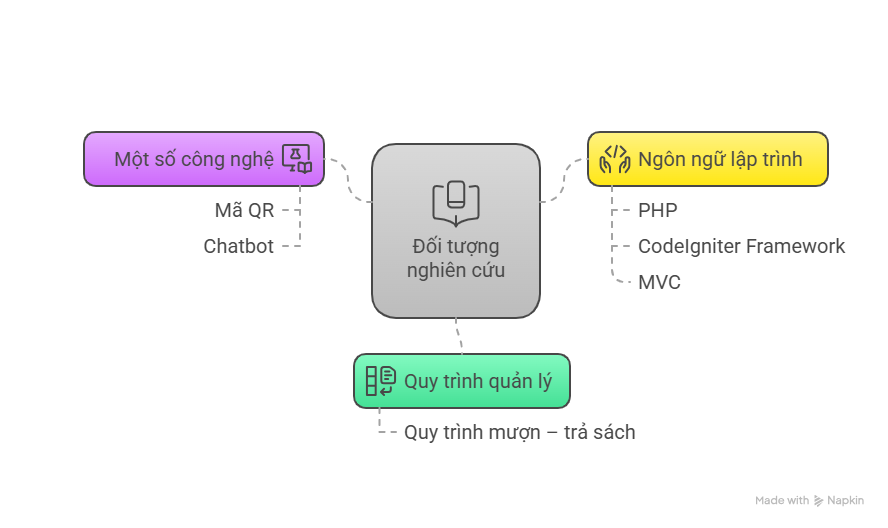 Một số công nghệ
Mã QR
Chatbot
Đối tượng
nghiên cứu
Ngôn ngữ lập trình
PHP
CodeIgniter Framework
MVC
Quy trình quản lý
Quy trình mượn – trả sách
Made with Napkin